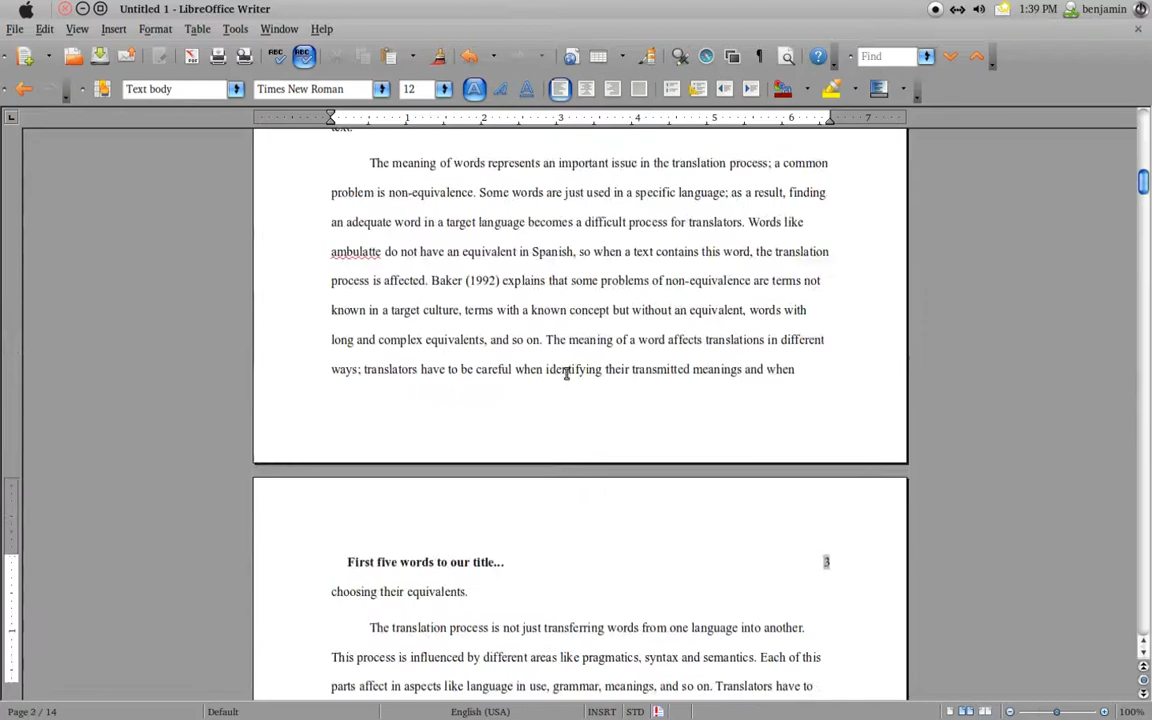 Untitled 1 - LibreOffice Writer
1:39 PM
benjamin
File Edit View Insert Format Table Tools Window Help
Find
Text body
Times New Roman
12
1 2 3 4 5 6 7
text.
The meaning of words represents an important issue in the translation process; a common
problem is non-equivalence. Some words are just used in a specific language; as a result, finding
an adequate word in a target language becomes a difficult process for translators. Words like
ambulatte do not have an equivalent in Spanish, so when a text contains this word, the translation
process is affected. Baker (1992) explains that some problems of non-equivalence are terms not
known in a target culture, terms with a known concept but without an equivalent, words with
long and complex equivalents, and so on. The meaning of a word affects translations in different
ways; translators have to be careful when identifying their transmitted meanings and when
First five words to our title... 3
choosing their equivalents.
The translation process is not just transferring words from one language into another.
This process is influenced by different areas like pragmatics, syntax and semantics. Each of this
parts affect in aspects like language in use, grammar, meanings, and so on. Translators have to
Page 2 / 14
Default
English (USA)
INSRT
STD
100%